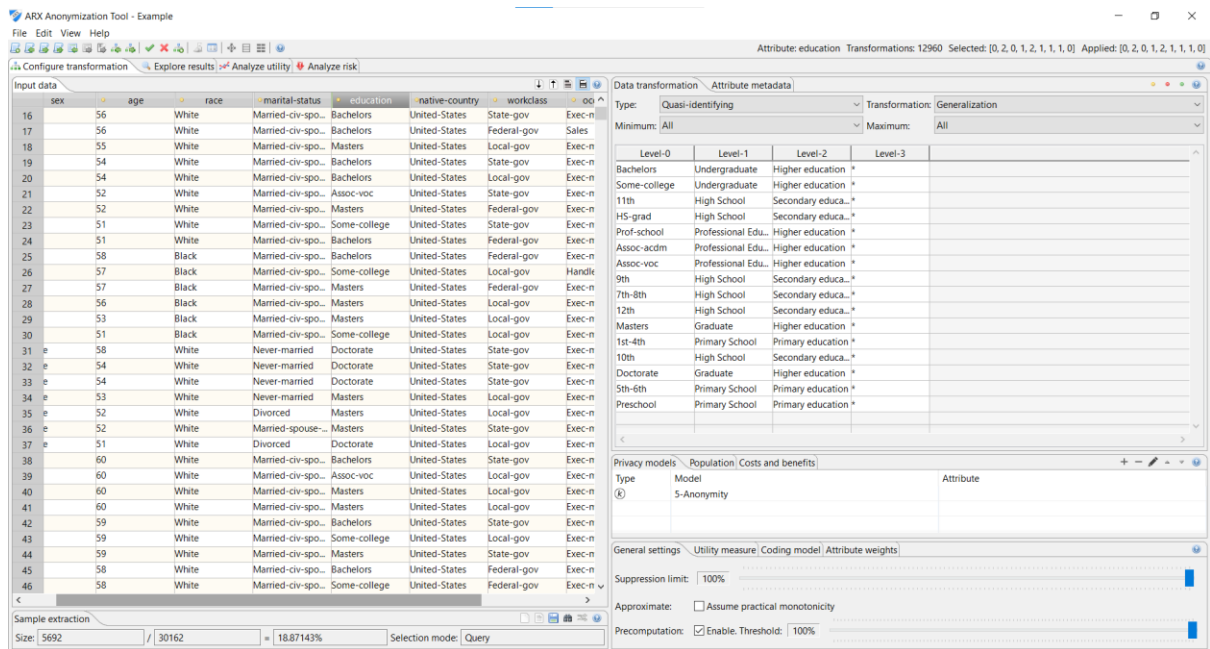 ARX Anonymization Tool - Example
File Edit View Help
Attribute: education Transformations: 12960 Selected: [0, 2, 0, 1, 2, 1, 1, 1, 0] Applied: [0, 2, 0, 1, 2, 1, 1, 1, 0]
Configure transformation Explore results Analyze utility Analyze risk
Input data
sex age race marital-status education native-country workclass occ
16 56 White Married-civ-spo... Bachelors United-States State-gov Exec-m
17 56 White Married-civ-spo... Bachelors United-States Federal-gov Sales
18 55 White Married-civ-spo... Masters United-States Local-gov Exec-m
19 54 White Married-civ-spo... Bachelors United-States State-gov Exec-m
20 54 White Married-civ-spo... Bachelors United-States Local-gov Exec-m
21 52 White Married-civ-spo... Assoc-voc United-States State-gov Exec-m
22 52 White Married-civ-spo... Masters United-States Federal-gov Exec-m
23 51 White Married-civ-spo... Some-college United-States State-gov Exec-m
24 51 White Married-civ-spo... Bachelors United-States Federal-gov Exec-m
25 58 Black Married-civ-spo... Bachelors United-States Federal-gov Exec-m
26 57 Black Married-civ-spo... Some-college United-States Local-gov Handle
27 57 Black Married-civ-spo... Masters United-States Federal-gov Exec-m
28 56 Black Married-civ-spo... Masters United-States Local-gov Exec-m
29 53 Black Married-civ-spo... Masters United-States Local-gov Exec-m
30 51 Black Married-civ-spo... Some-college United-States Local-gov Exec-m
31 e 58 White Never-married Doctorate United-States State-gov Exec-m
32 e 54 White Never-married Doctorate United-States State-gov Exec-m
33 e 54 White Never-married Doctorate United-States State-gov Exec-m
34 e 53 White Never-married Masters United-States Local-gov Exec-m
35 e 52 White Divorced Masters United-States Local-gov Exec-m
36 e 52 White Married-spouse-... Masters United-States State-gov Exec-m
37 e 51 White Divorced Doctorate United-States Local-gov Exec-m
38 60 White Married-civ-spo... Bachelors United-States State-gov Exec-m
39 60 White Married-civ-spo... Assoc-voc United-States Local-gov Exec-m
40 60 White Married-civ-spo... Masters United-States Local-gov Exec-m
41 60 White Married-civ-spo... Masters United-States Local-gov Exec-m
42 59 White Married-civ-spo... Bachelors United-States State-gov Exec-m
43 59 White Married-civ-spo... Some-college United-States Local-gov Exec-m
44 59 White Married-civ-spo... Masters United-States State-gov Exec-m
45 58 White Married-civ-spo... Bachelors United-States Federal-gov Exec-m
46 58 White Married-civ-spo... Some-college United-States Federal-gov Exec-m
Sample extraction
Size: 5692 / 30162 = 18.87143% Selection mode: Query
Data transformation Attribute metadata
Type: Quasi-identifying Transformation: Generalization
Minimum: All Maximum: All
Level-0 Level-1 Level-2 Level-3
Bachelors Undergraduate Higher education *
Some-college Undergraduate Higher education *
11th High School Secondary educa... *
HS-grad High School Secondary educa... *
Prof-school Professional Edu... Higher education *
Assoc-acdm Professional Edu... Higher education *
Assoc-voc Professional Edu... Higher education *
9th High School Secondary educa... *
7th-8th High School Secondary educa... *
12th High School Secondary educa... *
Masters Graduate Higher education *
1st-4th Primary School Primary education *
10th High School Secondary educa... *
Doctorate Graduate Higher education *
5th-6th Primary School Primary education *
Preschool Primary School Primary education *
Privacy models Population Costs and benefits
Type Model Attribute
k 5-Anonymity
General settings Utility measure Coding model Attribute weights
Suppression limit: 100%
Approximate: Assume practical monotonicity
Precomputation: Enable. Threshold: 100%